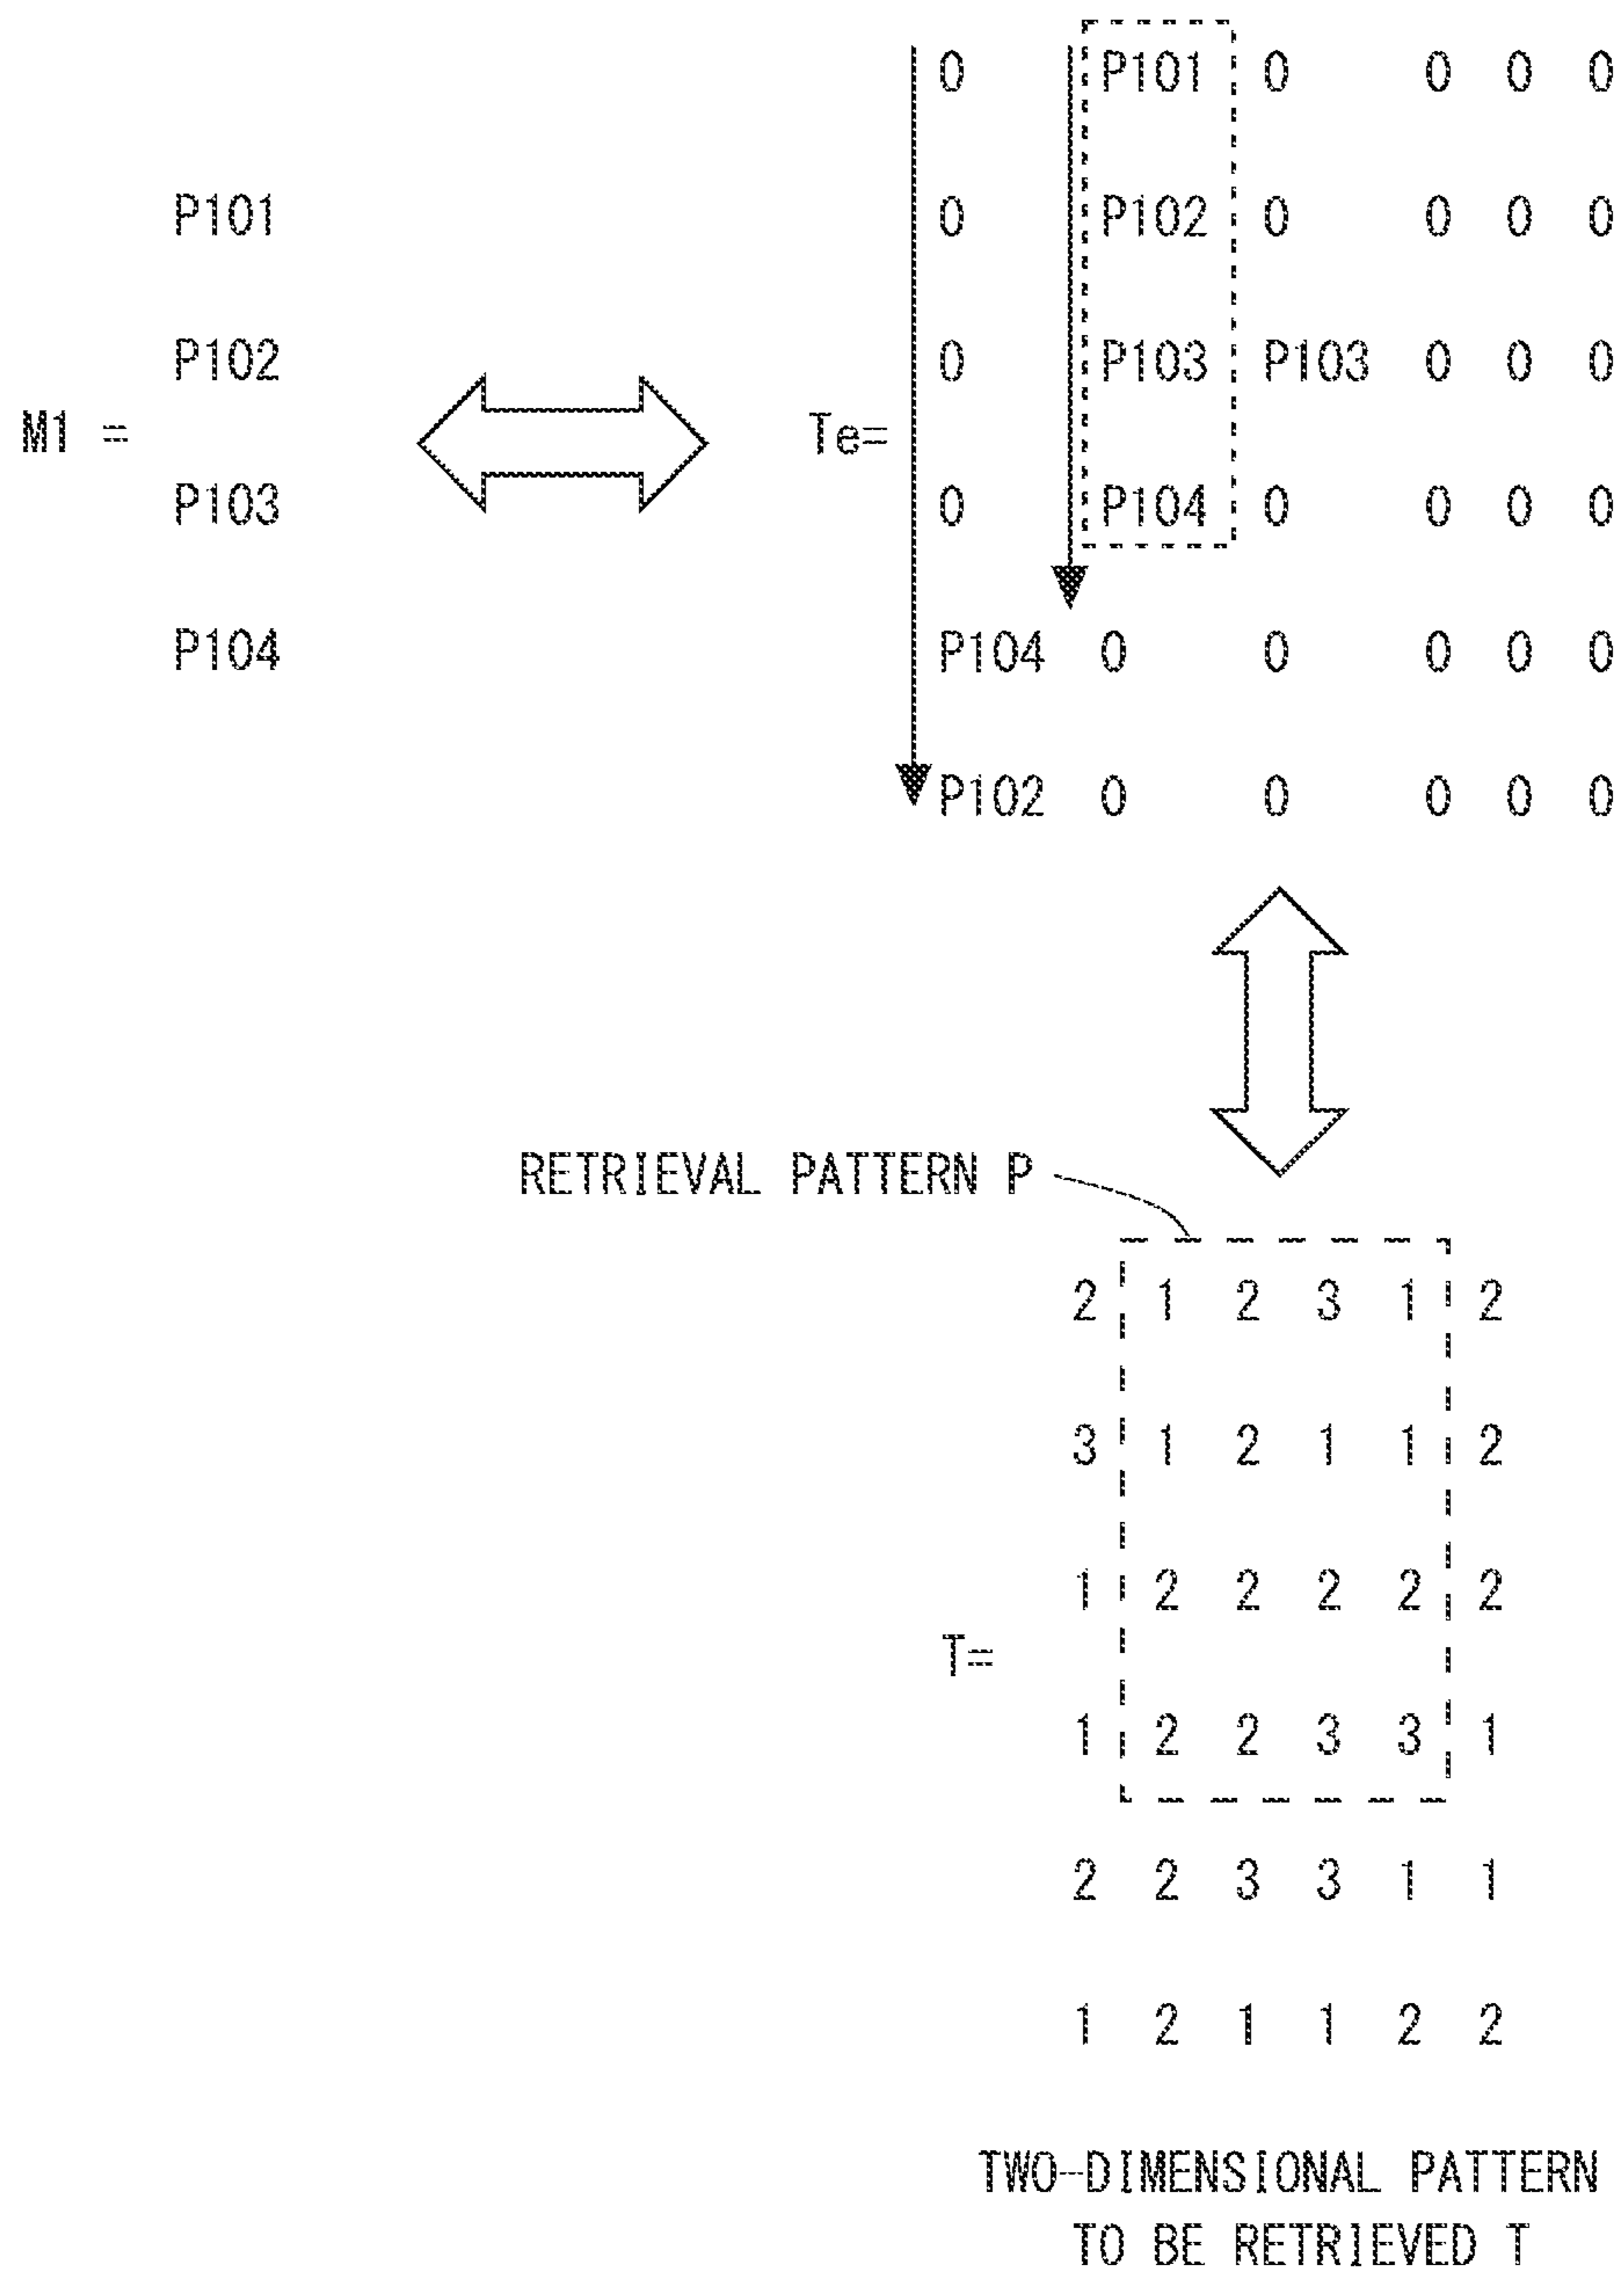 M1 =
P101
P102
P103
P104
Te=
0 P101 0 0 0 0
0 P102 0 0 0 0
0 P103 P103 0 0 0
0 P104 0 0 0 0
P104 0 0 0 0 0
P102 0 0 0 0 0
RETRIEVAL PATTERN P
T=
2 1 2 3 1 2
3 1 2 1 1 2
1 2 2 2 2 2
1 2 2 3 3 1
2 2 3 3 1 1
1 2 1 1 2 2
TWO-DIMENSIONAL PATTERN
TO BE RETRIEVED T